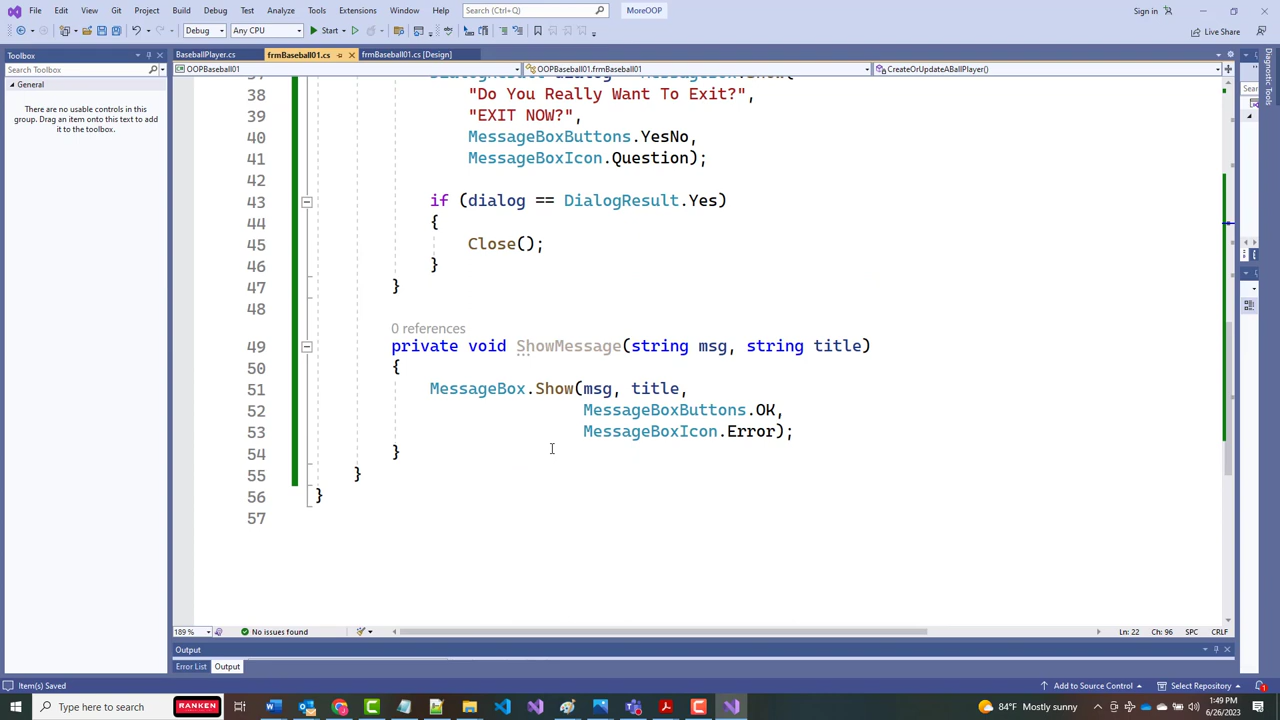 File Edit View Git Project Build Debug Test Analyze Tools Extensions Window Help Search (Ctrl+Q) MoreOOP Sign in
Debug Any CPU Start Live Share
Toolbox
Search Toolbox
General
There are no usable controls in this
group. Drag an item onto this text to add
it to the toolbox.
BaseballPlayer.cs frmBaseball01.cs frmBaseball01.cs [Design]
OOPBaseball01 OOPBaseball01.frmBaseball01 CreateOrUpdateABallPlayer()
38 "Do You Really Want To Exit?",
39 "EXIT NOW?",
40 MessageBoxButtons.YesNo,
41 MessageBoxIcon.Question);
42
43 if (dialog == DialogResult.Yes)
44 {
45 Close();
46 }
47 }
48
0 references
49 private void ShowMessage(string msg, string title)
50 {
51 MessageBox.Show(msg, title,
52 MessageBoxButtons.OK,
53 MessageBoxIcon.Error);
54 }
55 }
56 }
57
189 % No issues found Ln: 22 Ch: 96 SPC CRLF
Output
Error List Output
Item(s) Saved Add to Source Control Select Repository
Type here to search RANKEN 84°F Mostly sunny 1:49 PM
6/26/2023
Diagnostic Tools